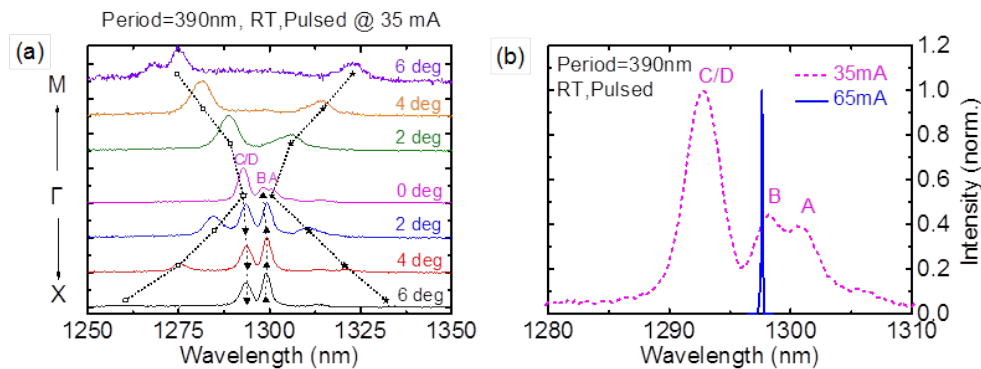 Period=390nm, RT,Pulsed @ 35 mA
(a)
M
Γ
X
6 deg
4 deg
2 deg
C/D
B A
0 deg
2 deg
4 deg
6 deg
1250 1275 1300 1325 1350
Wavelength (nm)
(b)
Period=390nm
RT,Pulsed
C/D
35mA
65mA
B
A
1.2
1.0
0.8
0.6
0.4
0.2
0.0
Intensity (norm.)
1280 1290 1300 1310
Wavelength (nm)